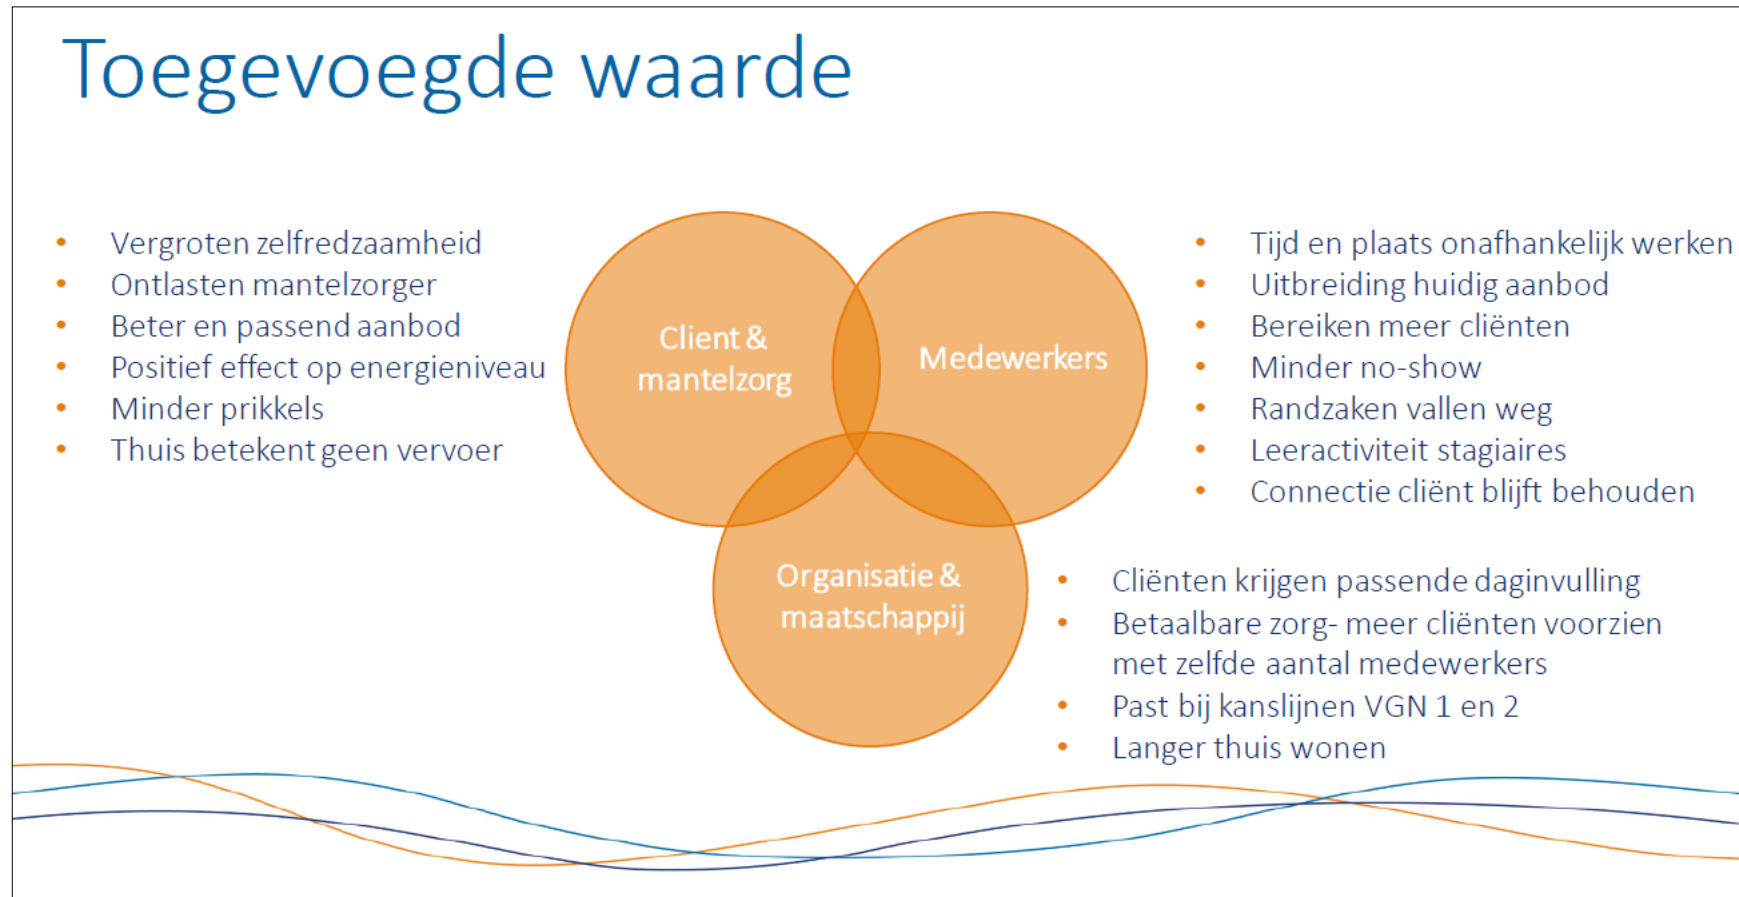 Toegevoegde waarde
• Vergroten zelfredzaamheid
• Ontlasten mantelzorger
• Beter en passend aanbod
• Positief effect op energieniveau
• Minder prikkels
• Thuis betekent geen vervoer
Client &
mantelzorg
Medewerkers
Organisatie &
maatschappij
• Tijd en plaats onafhankelijk werken
• Uitbreiding huidig aanbod
• Bereiken meer cliënten
• Minder no-show
• Randzaken vallen weg
• Leeractiviteit stagiaires
• Connectie cliënt blijft behouden
• Cliënten krijgen passende daginvulling
• Betaalbare zorg- meer cliënten voorzien
met zelfde aantal medewerkers
• Past bij kanslijnen VGN 1 en 2
• Langer thuis wonen